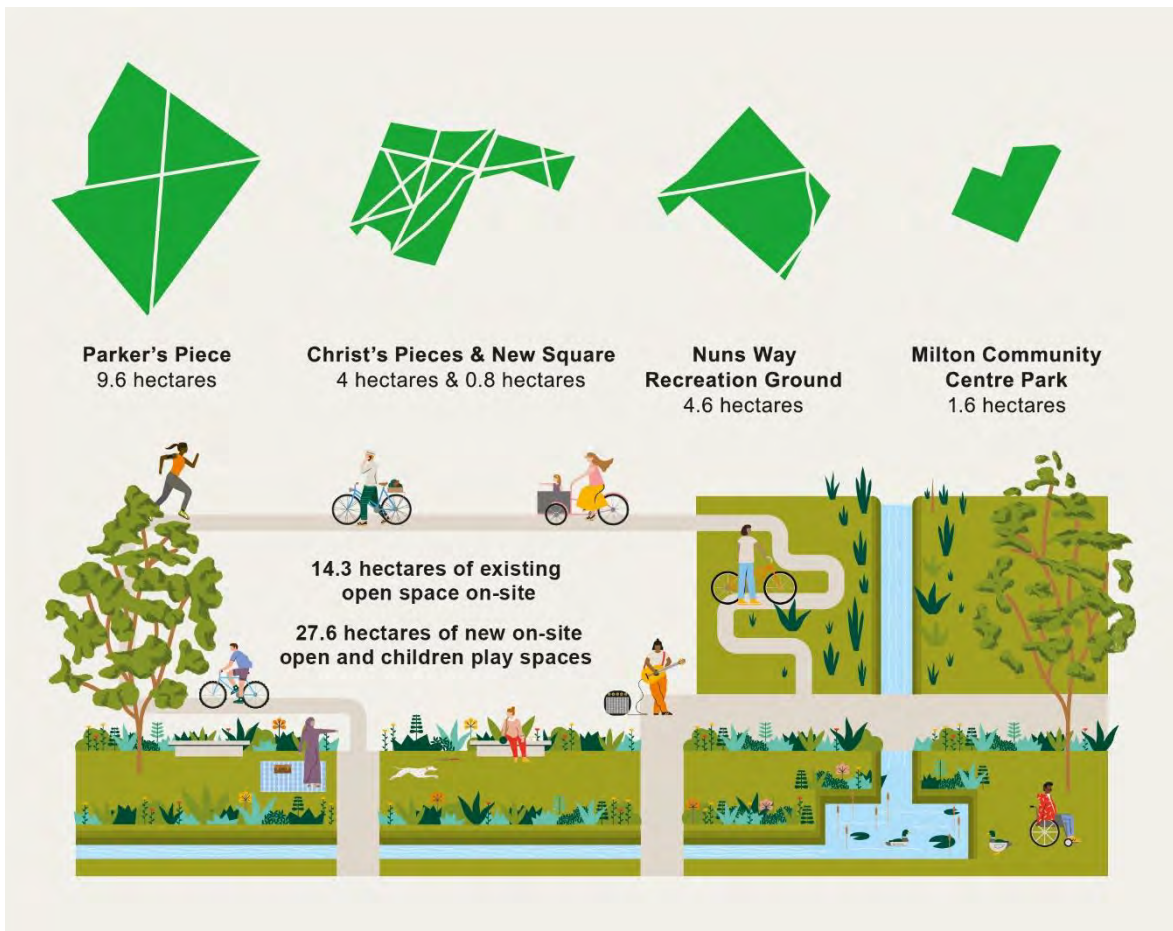 Parker's Piece
9.6 hectares
Christ's Pieces & New Square
4 hectares & 0.8 hectares
Nuns Way
Recreation Ground
4.6 hectares
Milton Community
Centre Park
1.6 hectares
14.3 hectares of existing
open space on-site
27.6 hectares of new on-site
open and children play spaces